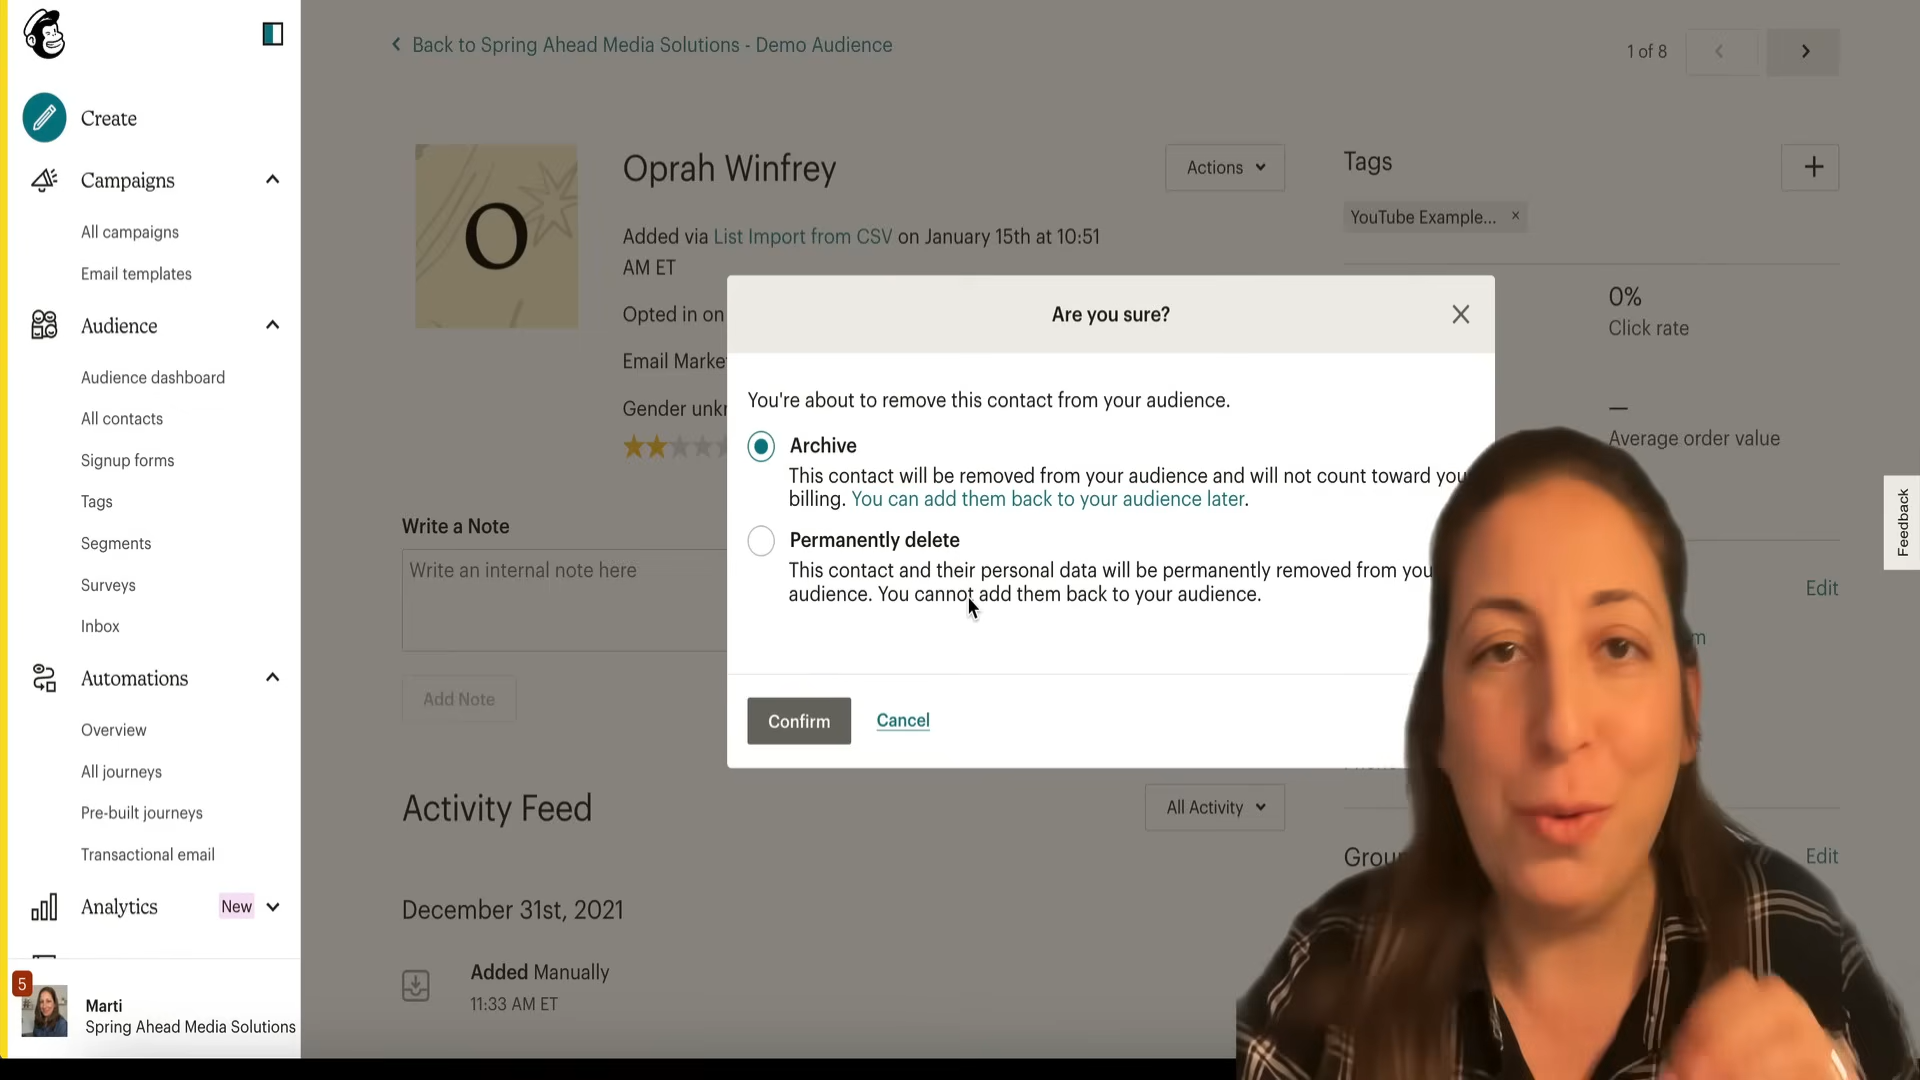 Create
Campaigns
All campaigns
Email templates
Audience
Audience dashboard
All contacts
Signup forms
Tags
Segments
Surveys
Inbox
Automations
Overview
All journeys
Pre-built journeys
Transactional email
Analytics
New
5
Marti
Spring Ahead Media Solutions
Back to Spring Ahead Media Solutions - Demo Audience
1 of 8
O
Oprah Winfrey
Actions
Added via List Import from CSV on January 15th at 10:51
AM ET
Opted in on
Email Marke
Gender unkr
Tags
YouTube Example... ×
0%
Click rate
Average order value
Are you sure?
You're about to remove this contact from your audience.
Archive
This contact will be removed from your audience and will not count toward you
billing. You can add them back to your audience later.
Permanently delete
This contact and their personal data will be permanently removed from you
audience. You cannot add them back to your audience.
Confirm
Cancel
Write a Note
Write an internal note here
Add Note
Edit
m
Activity Feed
All Activity
Grou
Edit
December 31st, 2021
Added Manually
11:33 AM ET
Feedback